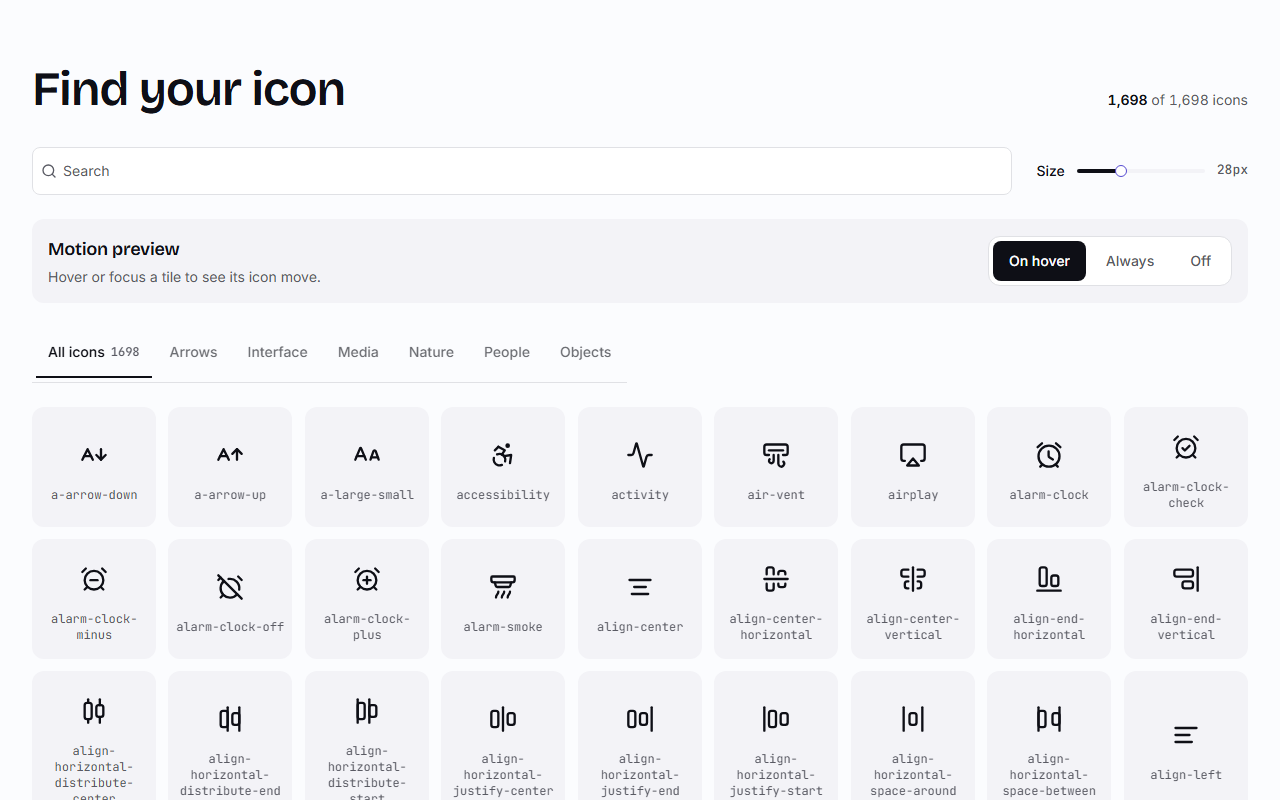 Find your icon
1,698 of 1,698 icons
Search
Size
28px
Motion preview
Hover or focus a tile to see its icon move.
On hover
Always
Off
All icons 1698
Arrows
Interface
Media
Nature
People
Objects
a-arrow-down
a-arrow-up
a-large-small
accessibility
activity
air-vent
airplay
alarm-clock
alarm-clock-
check
alarm-clock-
minus
alarm-clock-off
alarm-clock-
plus
alarm-smoke
align-center
align-center-
horizontal
align-center-
vertical
align-end-
horizontal
align-end-
vertical
align-
horizontal-
distribute-
center
align-
horizontal-
distribute-end
align-
horizontal-
distribute-
start
align-
horizontal-
justify-center
align-
horizontal-
justify-end
align-
horizontal-
justify-start
align-
horizontal-
space-around
align-
horizontal-
space-between
align-left